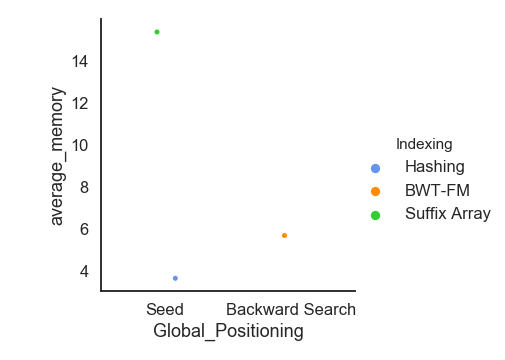 14
12
10
8
6
4
average_memory
Seed
Backward Search
Global_Positioning
Indexing
Hashing
BWT-FM
Suffix Array